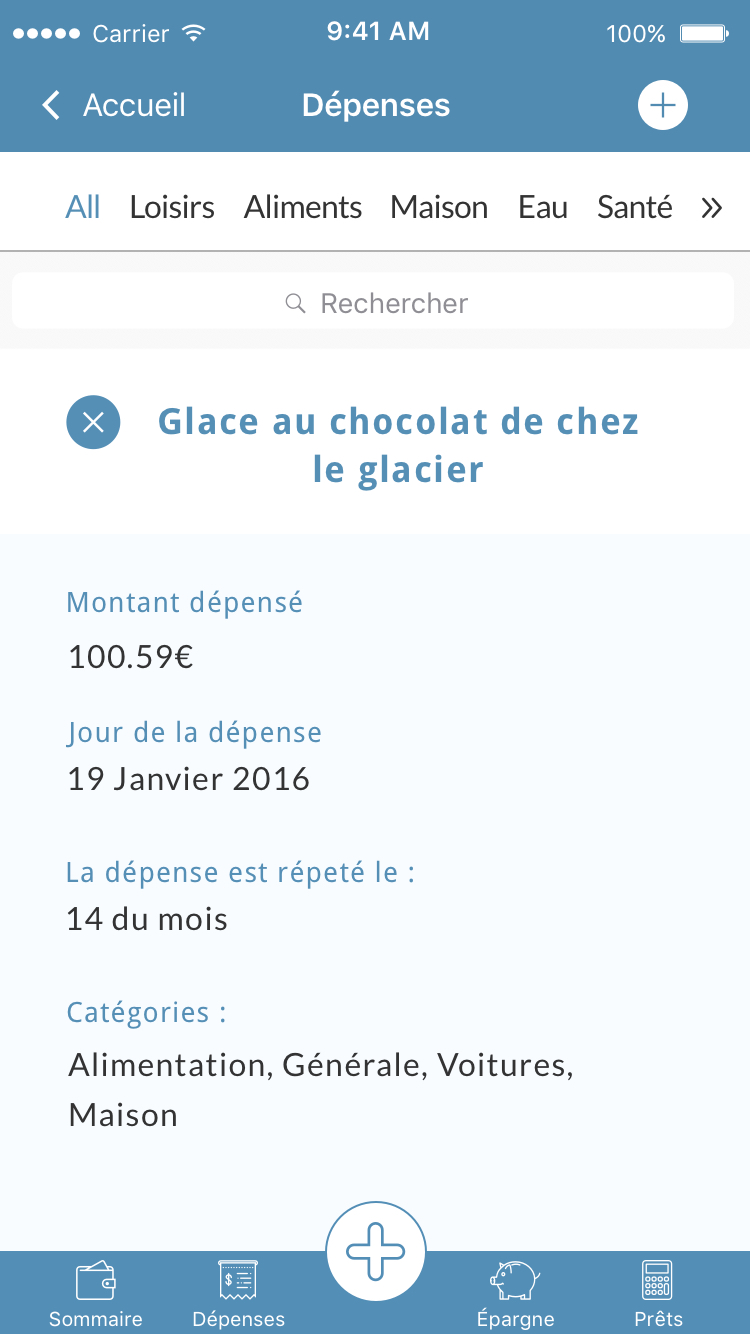 Carrier 9:41 AM 100%
Accueil Dépenses
All Loisirs Aliments Maison Eau Santé »
Rechercher
Glace au chocolat de chez
le glacier
Montant dépensé
100.59€
Jour de la dépense
19 Janvier 2016
La dépense est répeté le :
14 du mois
Catégories :
Alimentation, Générale, Voitures,
Maison
$
Sommaire Dépenses Épargne Prêts